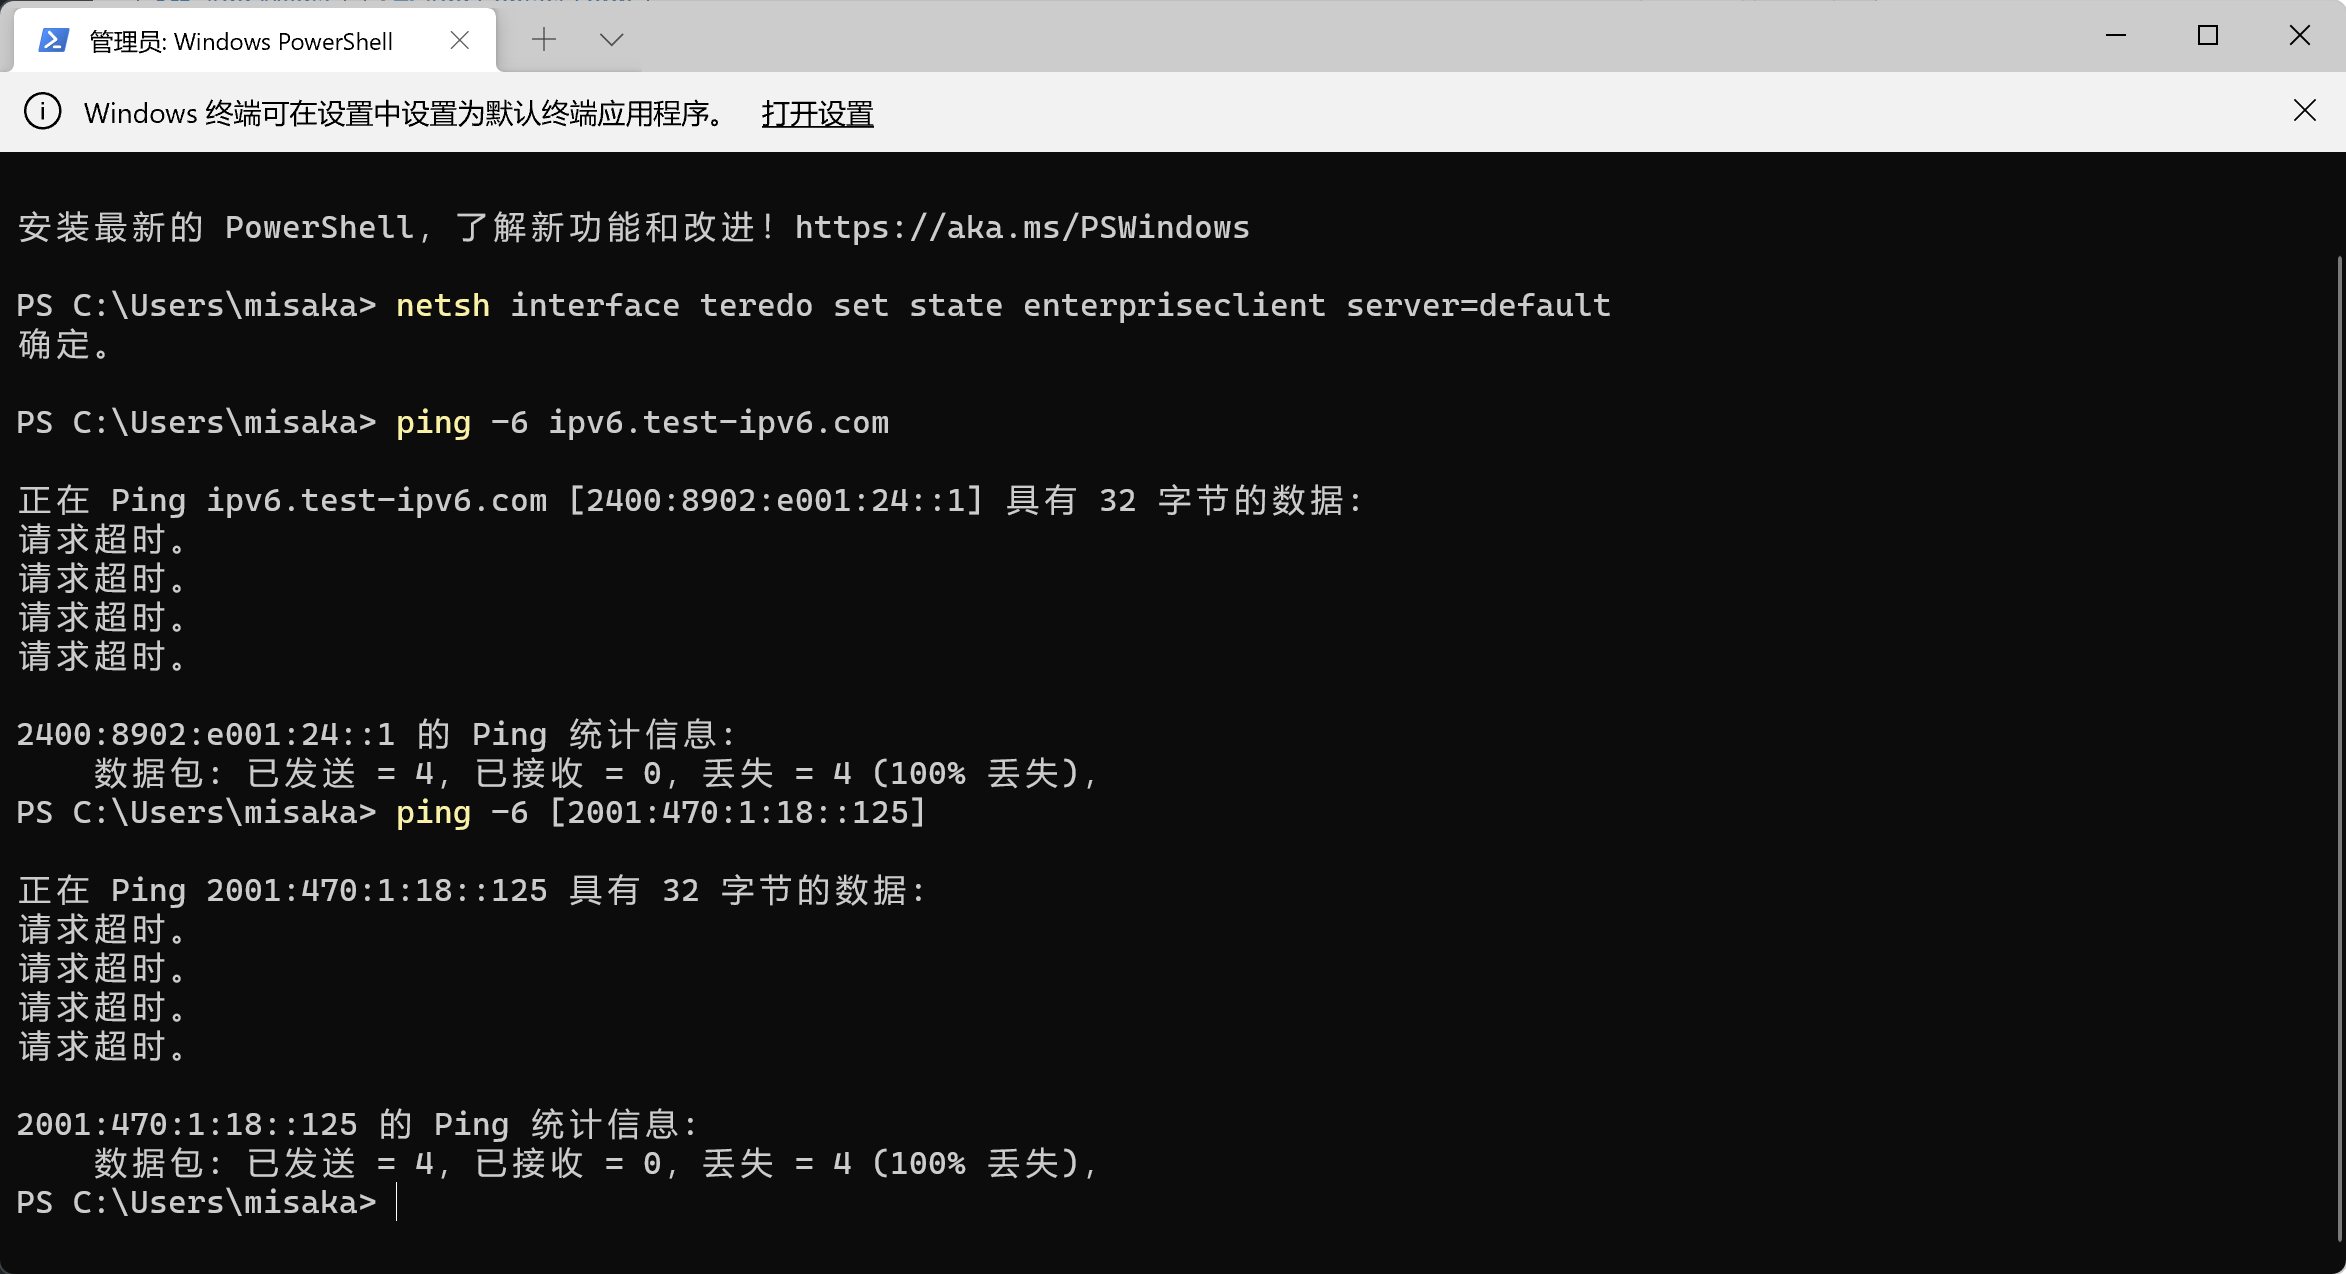 管理员: Windows PowerShell
Windows 终端可在设置中设置为默认终端应用程序。 打开设置
安装最新的 PowerShell，了解新功能和改进！https://aka.ms/PSWindows
PS C:\Users\misaka> netsh interface teredo set state enterpriseclient server=default
确定。
PS C:\Users\misaka> ping -6 ipv6.test-ipv6.com
正在 Ping ipv6.test-ipv6.com [2400:8902:e001:24::1] 具有 32 字节的数据:
请求超时。
请求超时。
请求超时。
请求超时。
2400:8902:e001:24::1 的 Ping 统计信息:
数据包: 已发送 = 4，已接收 = 0，丢失 = 4 (100% 丢失)，
PS C:\Users\misaka> ping -6 [2001:470:1:18::125]
正在 Ping 2001:470:1:18::125 具有 32 字节的数据:
请求超时。
请求超时。
请求超时。
请求超时。
2001:470:1:18::125 的 Ping 统计信息:
数据包: 已发送 = 4，已接收 = 0，丢失 = 4 (100% 丢失)，
PS C:\Users\misaka>